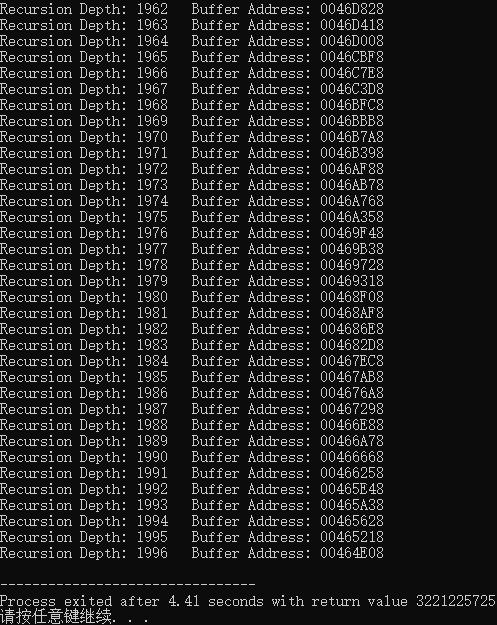 Recursion Depth: 1962   Buffer Address: 0046D828
Recursion Depth: 1963   Buffer Address: 0046D418
Recursion Depth: 1964   Buffer Address: 0046D008
Recursion Depth: 1965   Buffer Address: 0046CBF8
Recursion Depth: 1966   Buffer Address: 0046C7E8
Recursion Depth: 1967   Buffer Address: 0046C3D8
Recursion Depth: 1968   Buffer Address: 0046BFC8
Recursion Depth: 1969   Buffer Address: 0046BBB8
Recursion Depth: 1970   Buffer Address: 0046B7A8
Recursion Depth: 1971   Buffer Address: 0046B398
Recursion Depth: 1972   Buffer Address: 0046AF88
Recursion Depth: 1973   Buffer Address: 0046AB78
Recursion Depth: 1974   Buffer Address: 0046A768
Recursion Depth: 1975   Buffer Address: 0046A358
Recursion Depth: 1976   Buffer Address: 00469F48
Recursion Depth: 1977   Buffer Address: 00469B38
Recursion Depth: 1978   Buffer Address: 00469728
Recursion Depth: 1979   Buffer Address: 00469318
Recursion Depth: 1980   Buffer Address: 00468F08
Recursion Depth: 1981   Buffer Address: 00468AF8
Recursion Depth: 1982   Buffer Address: 004686E8
Recursion Depth: 1983   Buffer Address: 004682D8
Recursion Depth: 1984   Buffer Address: 00467EC8
Recursion Depth: 1985   Buffer Address: 00467AB8
Recursion Depth: 1986   Buffer Address: 004676A8
Recursion Depth: 1987   Buffer Address: 00467298
Recursion Depth: 1988   Buffer Address: 00466E88
Recursion Depth: 1989   Buffer Address: 00466A78
Recursion Depth: 1990   Buffer Address: 00466668
Recursion Depth: 1991   Buffer Address: 00466258
Recursion Depth: 1992   Buffer Address: 00465E48
Recursion Depth: 1993   Buffer Address: 00465A38
Recursion Depth: 1994   Buffer Address: 00465628
Recursion Depth: 1995   Buffer Address: 00465218
Recursion Depth: 1996   Buffer Address: 00464E08
--------------------------------
Process exited after 4.41 seconds with return value 3221225725
请按任意键继续. . .